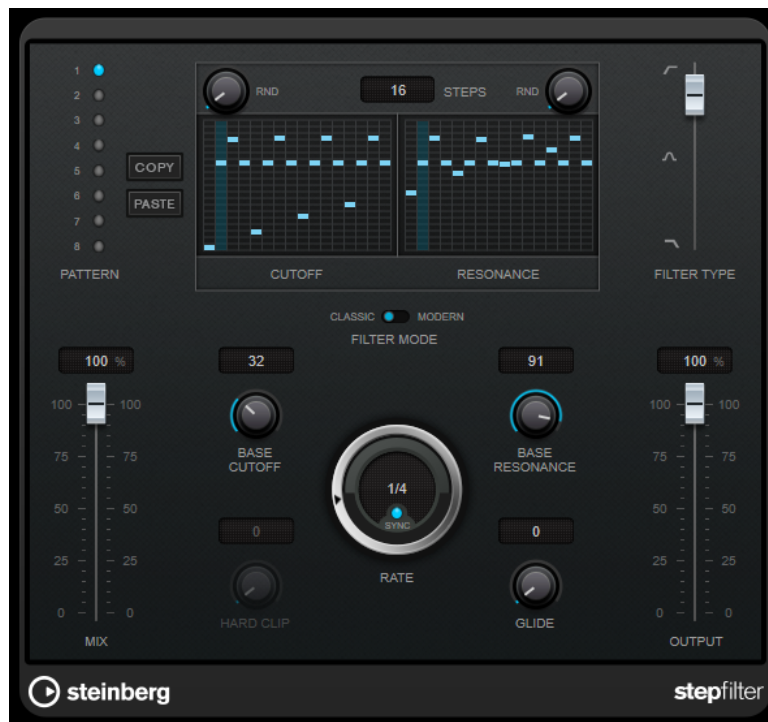 1
2
3
4
5
6
7
8
PATTERN
COPY
PASTE
RND
16
STEPS
RND
CUTOFF
RESONANCE
FILTER TYPE
CLASSIC
MODERN
FILTER MODE
100 %
32
91
100 %
100
100
75
75
50
50
25
25
0
0
MIX
BASE
CUTOFF
0
HARD CLIP
1/4
SYNC
RATE
BASE
RESONANCE
0
GLIDE
100
100
75
75
50
50
25
25
0
0
OUTPUT
steinberg
stepfilter